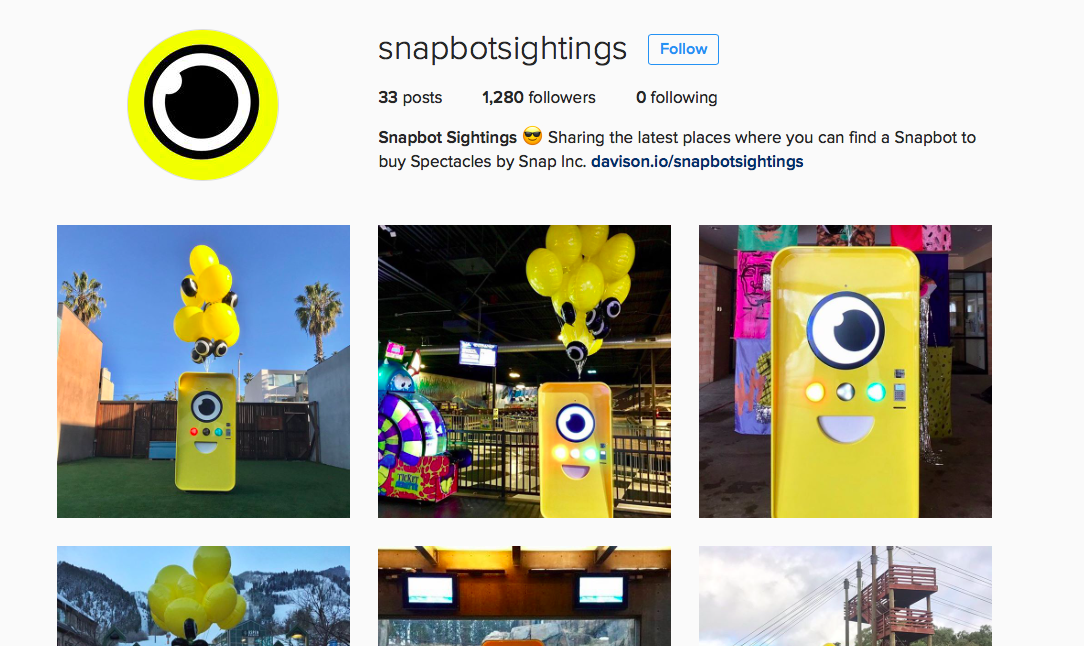 snapbotsightings Follow
33 posts 1,280 followers 0 following
Snapbot Sightings 😎 Sharing the latest places where you can find a Snapbot to
buy Spectacles by Snap Inc. davison.io/snapbotsightings
TICKET